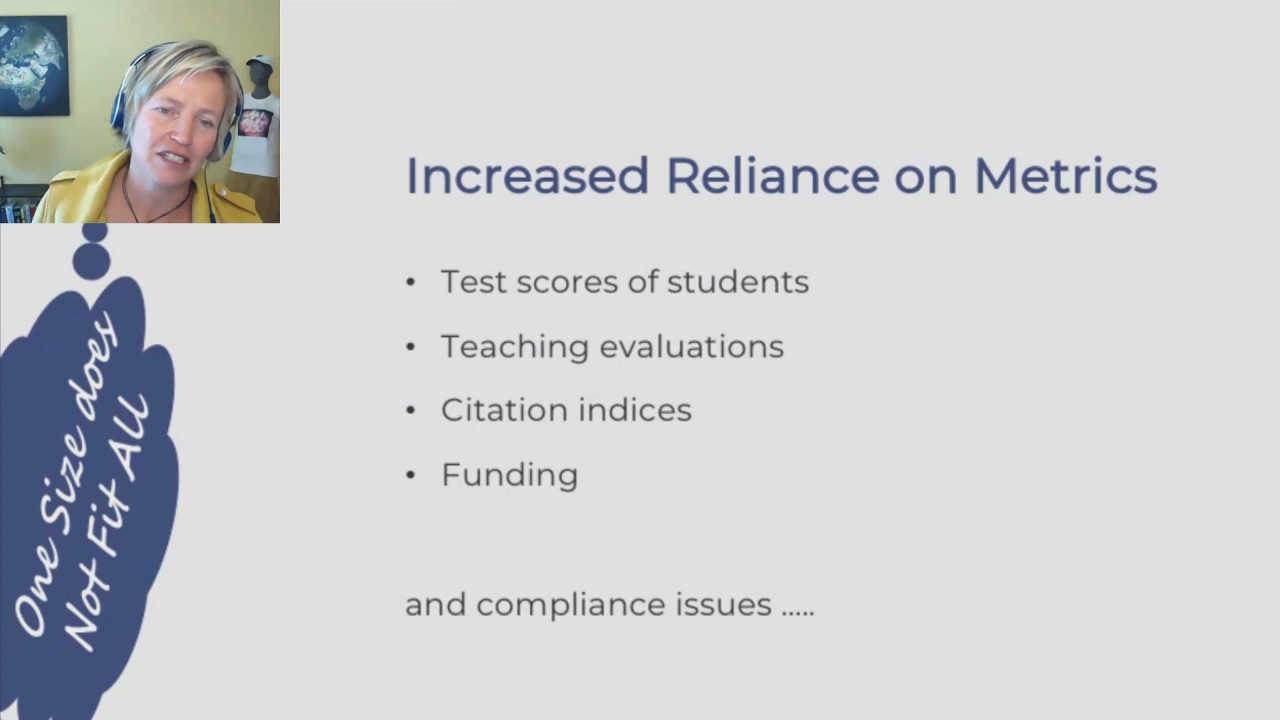 Increased Reliance on Metrics
• Test scores of students
• Teaching evaluations
• Citation indices
• Funding
and compliance issues .....
One Size does
Not Fit All